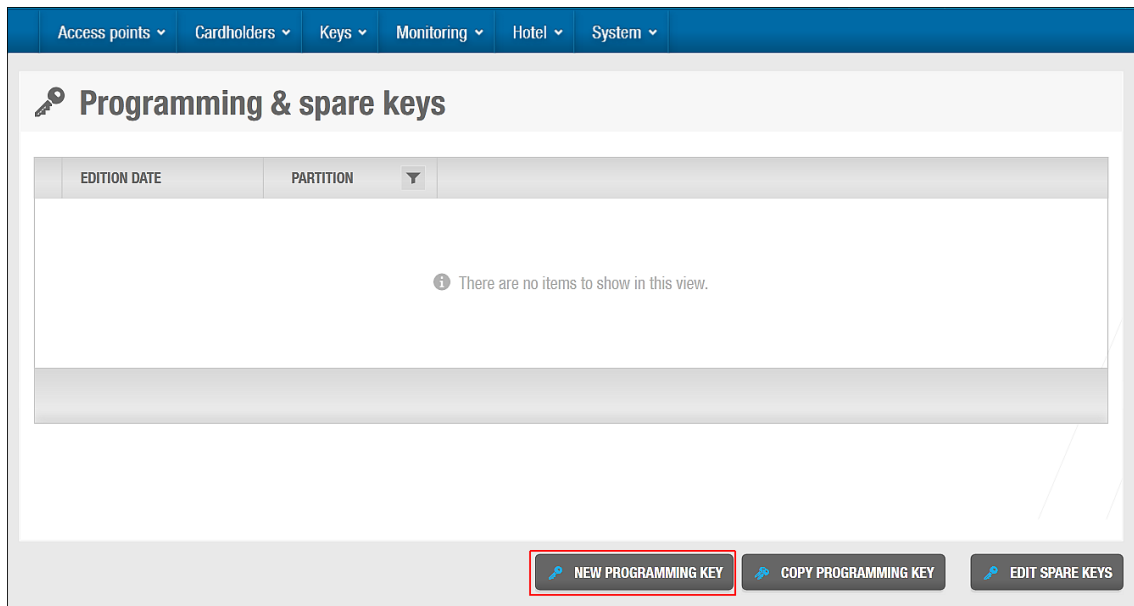 Access points Cardholders Keys Monitoring Hotel System
Programming & spare keys
EDITION DATE PARTITION
There are no items to show in this view.
NEW PROGRAMMING KEY COPY PROGRAMMING KEY EDIT SPARE KEYS